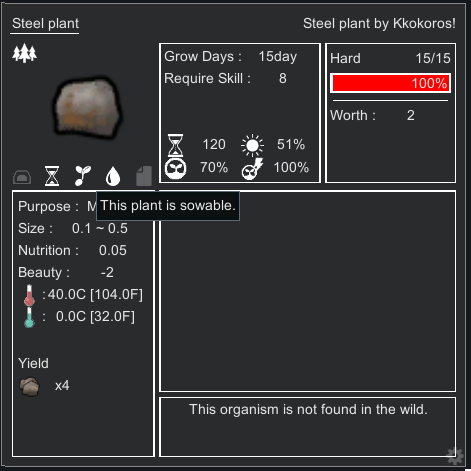 Steel plant
Steel plant by Kkokoros!
Grow Days : 15day
Require Skill : 8
120 51%
70% 100%
Hard 15/15
100%
Worth : 2
This plant is sowable.
Purpose : M
Size : 0.1 ~ 0.5
Nutrition : 0.05
Beauty : -2
: 40.0C [104.0F]
: 0.0C [32.0F]
Yield
x4
This organism is not found in the wild.